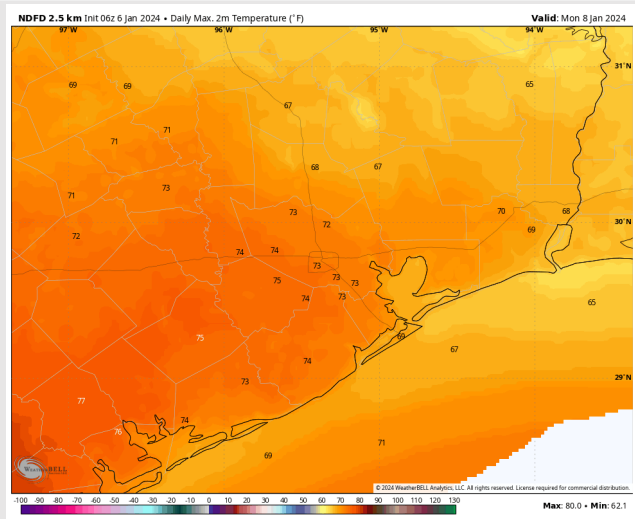 NDFD 2.5 km Init 06z 6 Jan 2024 • Daily Max. 2m Temperature (°F)
Valid: Mon 8 Jan 2024
97°W 96°W 95°W 94°W
31°N
69 69 65
67
71
71
68 67
71 73
73 70 68
72 72 69
30°N
74 74
73
75 73 73
74 73
65
75 69
67
74
29°N
73
77
74
76
71
69
WEATHERBELL
© 2024 WeatherBELL Analytics, LLC. All rights reserved. License required for commercial distribution.
-100 -90 -80 -70 -60 -50 -40 -30 -20 -10 0 10 20 30 40 50 60 70 80 90 100 110 120 130
Max: 80.0 • Min: 62.1